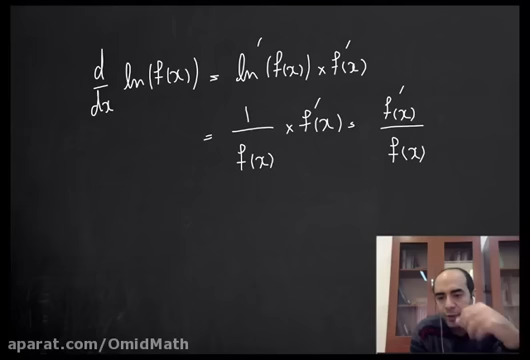 d/dx ln(f(x)) = ln′(f(x)) × f′(x)
= 1/f(x) × f′(x) = f′(x)/f(x)
aparat.com/OmidMath